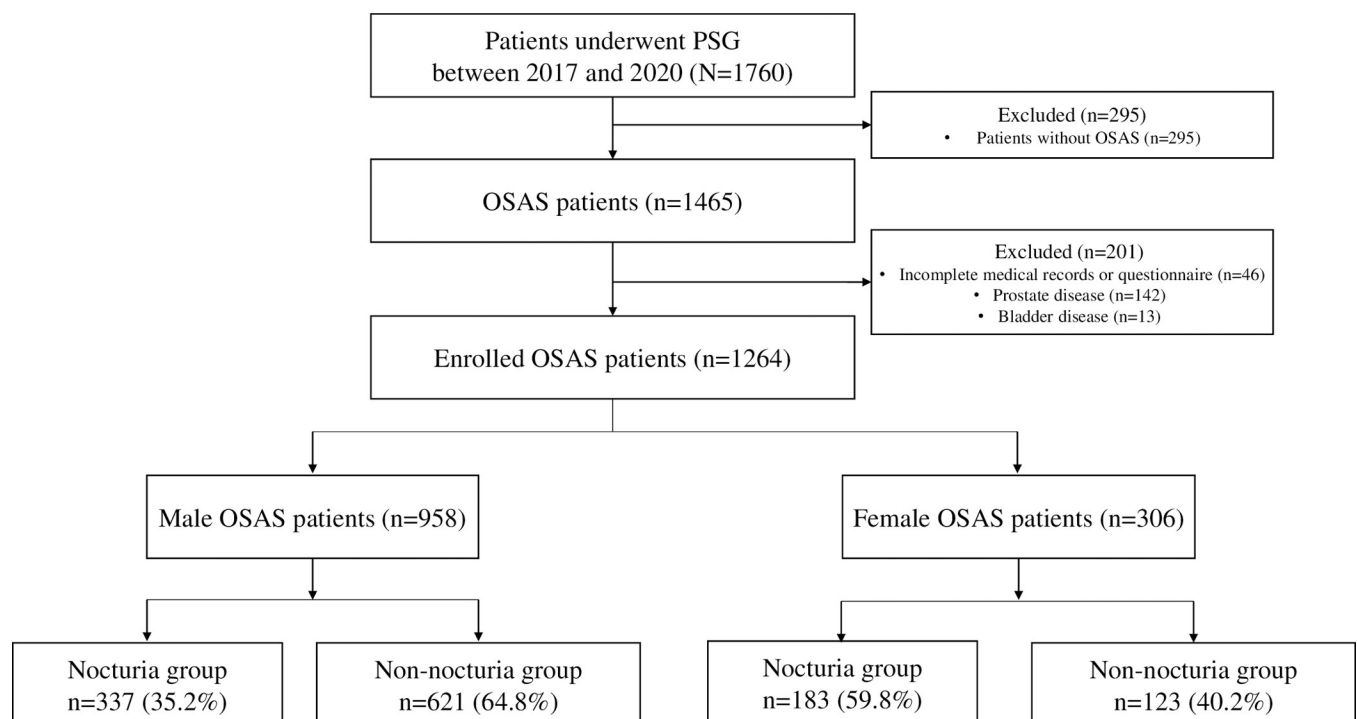 Patients underwent PSG
between 2017 and 2020 (N=1760)
Excluded (n=295)
• Patients without OSAS (n=295)
OSAS patients (n=1465)
Excluded (n=201)
• Incomplete medical records or questionnaire (n=46)
• Prostate disease (n=142)
• Bladder disease (n=13)
Enrolled OSAS patients (n=1264)
Male OSAS patients (n=958)
Female OSAS patients (n=306)
Nocturia group
n=337 (35.2%)
Non-nocturia group
n=621 (64.8%)
Nocturia group
n=183 (59.8%)
Non-nocturia group
n=123 (40.2%)